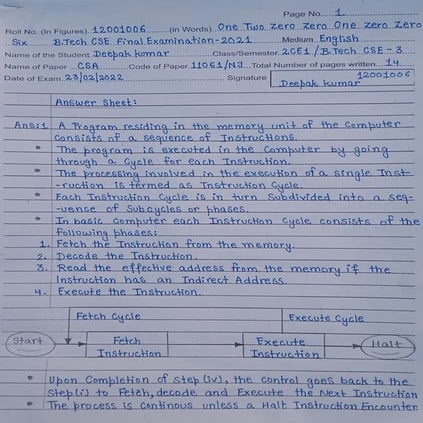 Page No. 1
Roll No. (In Figures) 12001006 (In Words) One Two Zero Zero One Zero Zero
Six B.Tech CSE Final Examination-2021 Medium English
Name of the Student Deepak kumar Class/Semester 2CE1/B.Tech CSE-3
Name of Paper CSA Code of Paper 11061/NJ Total Number of pages written 14
Date of Exam 23/02/2022 Signature 12001006
Deepak kumar
Answer Sheet:
Ans:1. A Program residing in the memory unit of the Computer
Consists of a sequence of Instructions.
• The program is executed in the Computer by going
through a Cycle for each Instruction.
• The processing involved in the execution of a single Inst-
-ruction is termed as Instruction Cycle.
• Each Instruction Cycle is in turn Subdivided into a seq-
-uence of Subcycles or phases.
• In basic Computer each Instruction Cycle consists of the
following phases:
1. Fetch the Instruction from the memory.
2. Decode the Instruction.
3. Read the effective address from the memory if the
Instruction has an Indirect Address.
4. Execute the Instruction.
Fetch Cycle Execute Cycle
Start Fetch Instruction Execute Instruction Halt
• Upon Completion of step (iv), the control goes back to the
step(i) to Fetch, decode and Execute the Next Instruction
• The process is continous unless a Halt Instruction Encounter